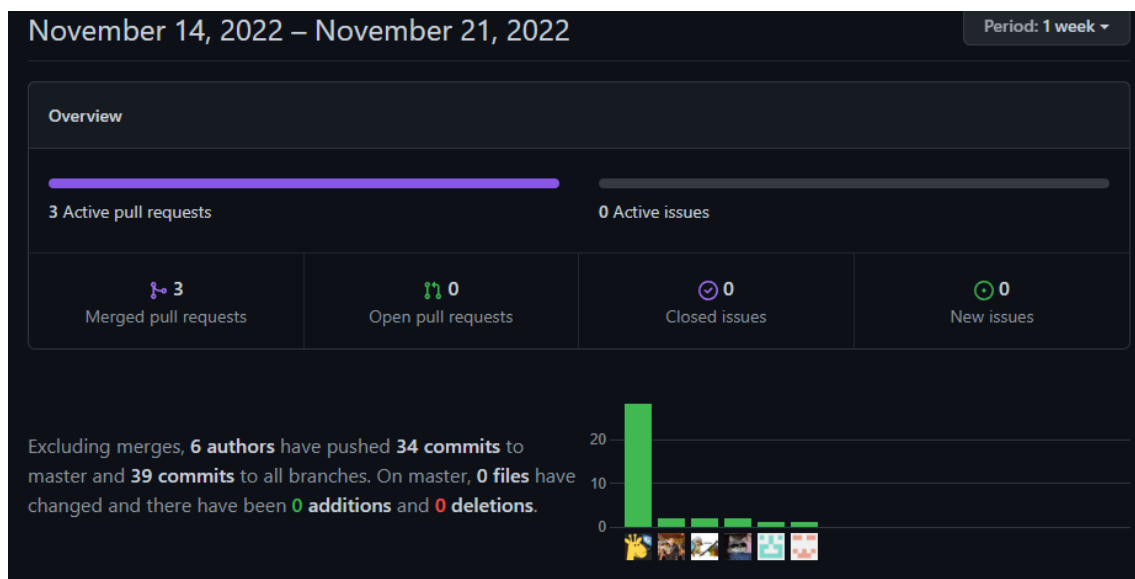 November 14, 2022 – November 21, 2022
Period: 1 week
Overview
3 Active pull requests
0 Active issues
3
Merged pull requests
0
Open pull requests
0
Closed issues
0
New issues
Excluding merges, 6 authors have pushed 34 commits to
master and 39 commits to all branches. On master, 0 files have
changed and there have been 0 additions and 0 deletions.
20
10
0